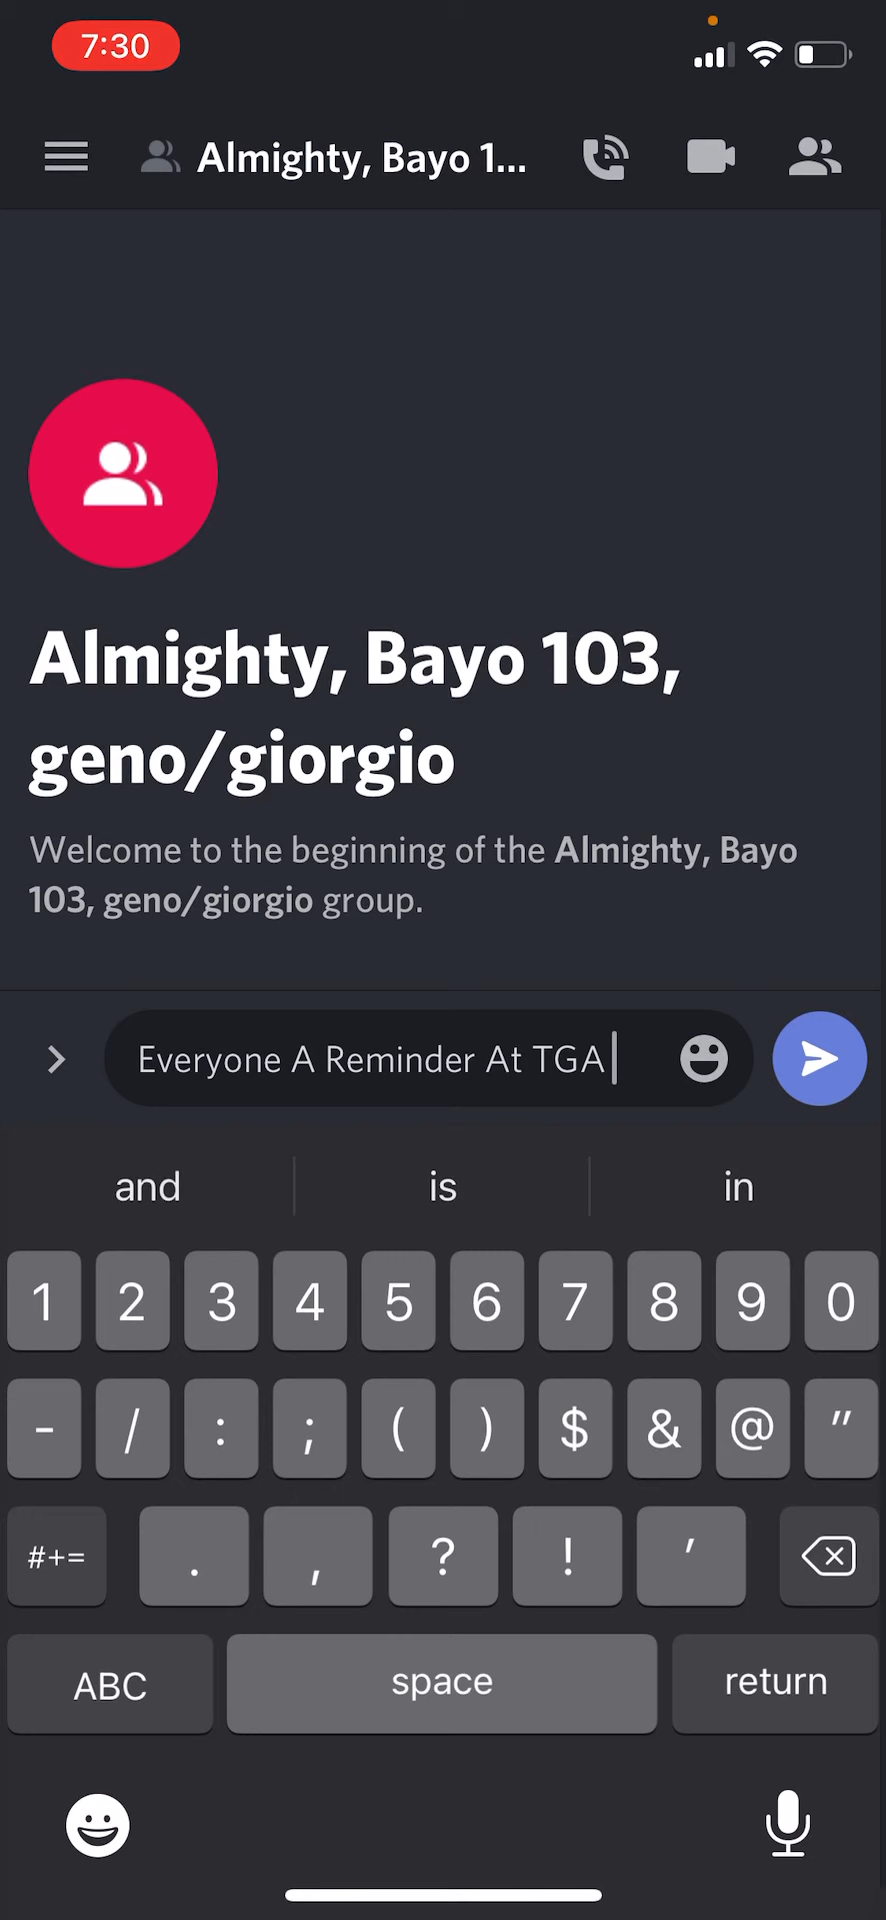 7:30
Almighty, Bayo 1...
Almighty, Bayo 103,
geno/giorgio
Welcome to the beginning of the Almighty, Bayo
103, geno/giorgio group.
Everyone A Reminder At TGA
and is in
1 2 3 4 5 6 7 8 9 0
- / : ; ( ) $ & @ "
#+= . , ? ! '
ABC space return